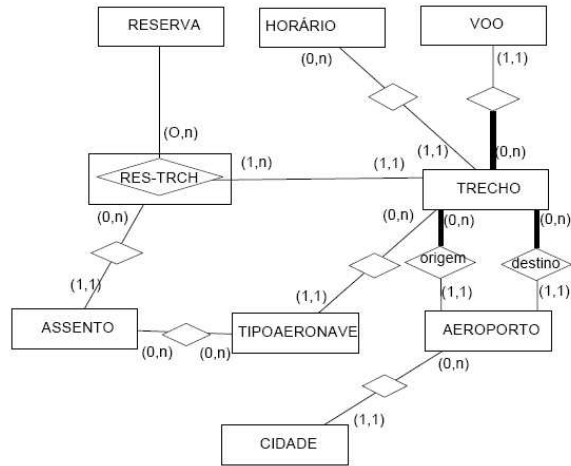 RESERVA
HORÁRIO
VOO
(0,n)
(1,1)
(O,n)
(1,n)
(1,1)
(1,1)
(0,n)
RES-TRCH
TRECHO
(0,n)
(0,n)
(0,n)
(0,n)
origem
destino
(1,1)
(1,1)
(1,1)
(1,1)
ASSENTO
TIPOAERONAVE
AEROPORTO
(0,n)
(0,n)
(0,n)
(1,1)
CIDADE